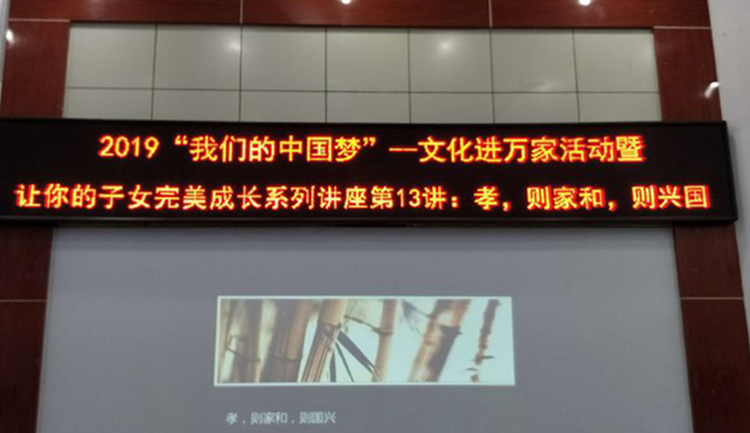 2019“我们的中国梦”--文化进万家活动暨
让你的子女完美成长系列讲座第13讲：孝，则家和，则兴国
孝，则家和，则国兴